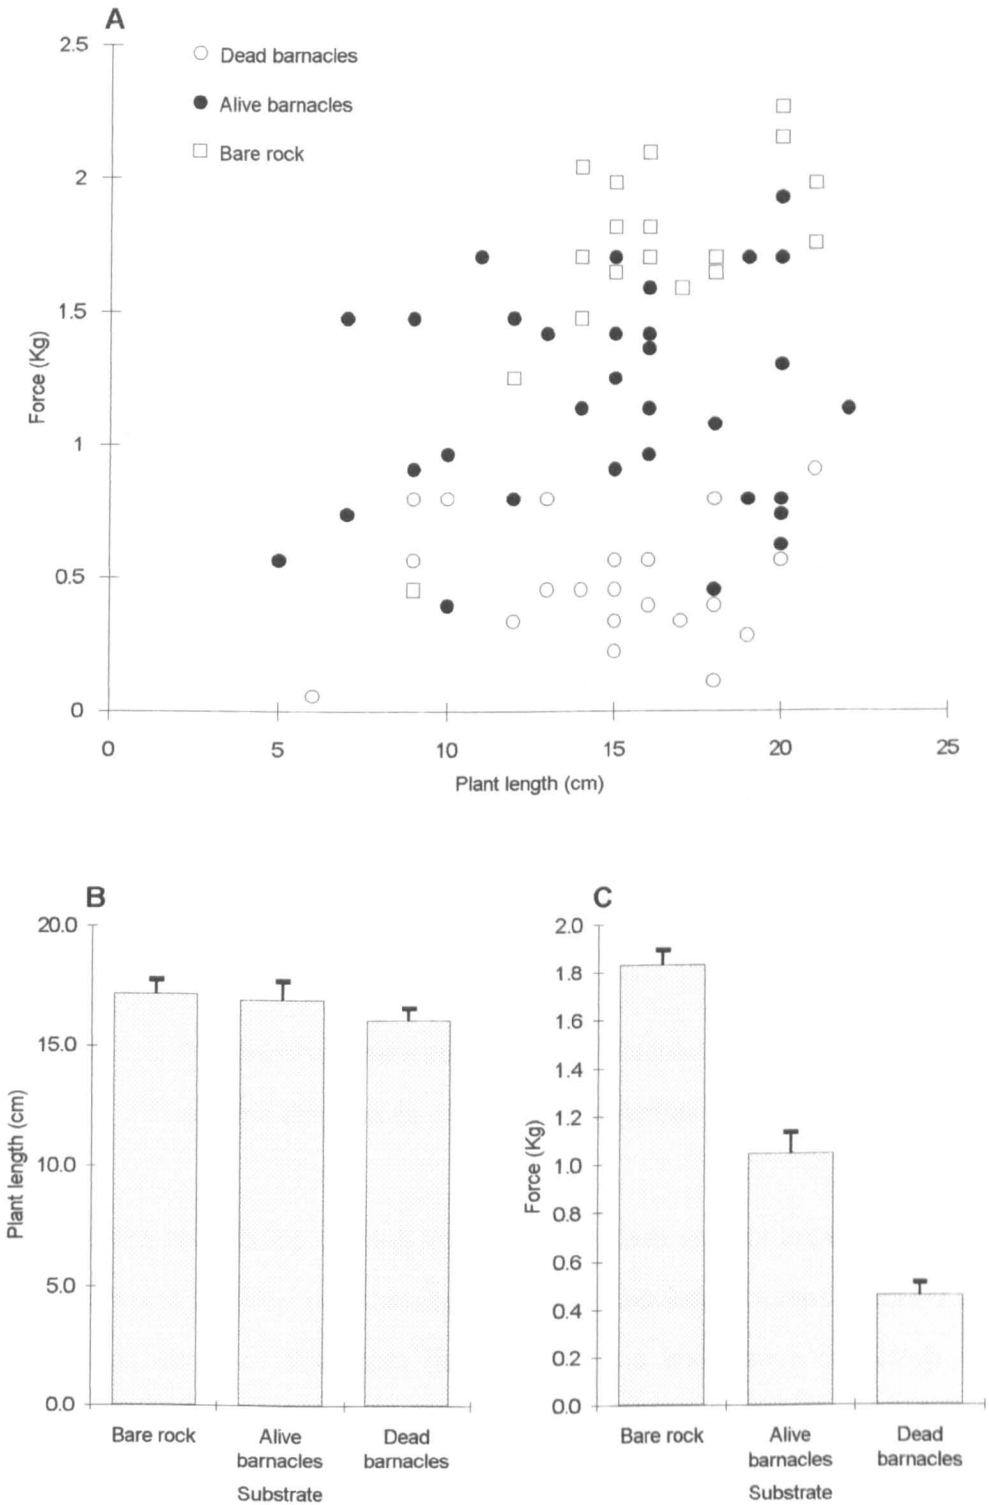 A
2.5
Dead barnacles
Alive barnacles
Bare rock
2
1.5
Force (Kg)
1
0.5
0
0 5 10 15 20 25
Plant length (cm)
B
20.0
15.0
Plant length (cm)
10.0
5.0
0.0
Bare rock Alive barnacles Dead barnacles
Substrate
C
2.0
1.8
1.6
1.4
1.2
Force (Kg)
1.0
0.8
0.6
0.4
0.2
0.0
Bare rock Alive barnacles Dead barnacles
Substrate